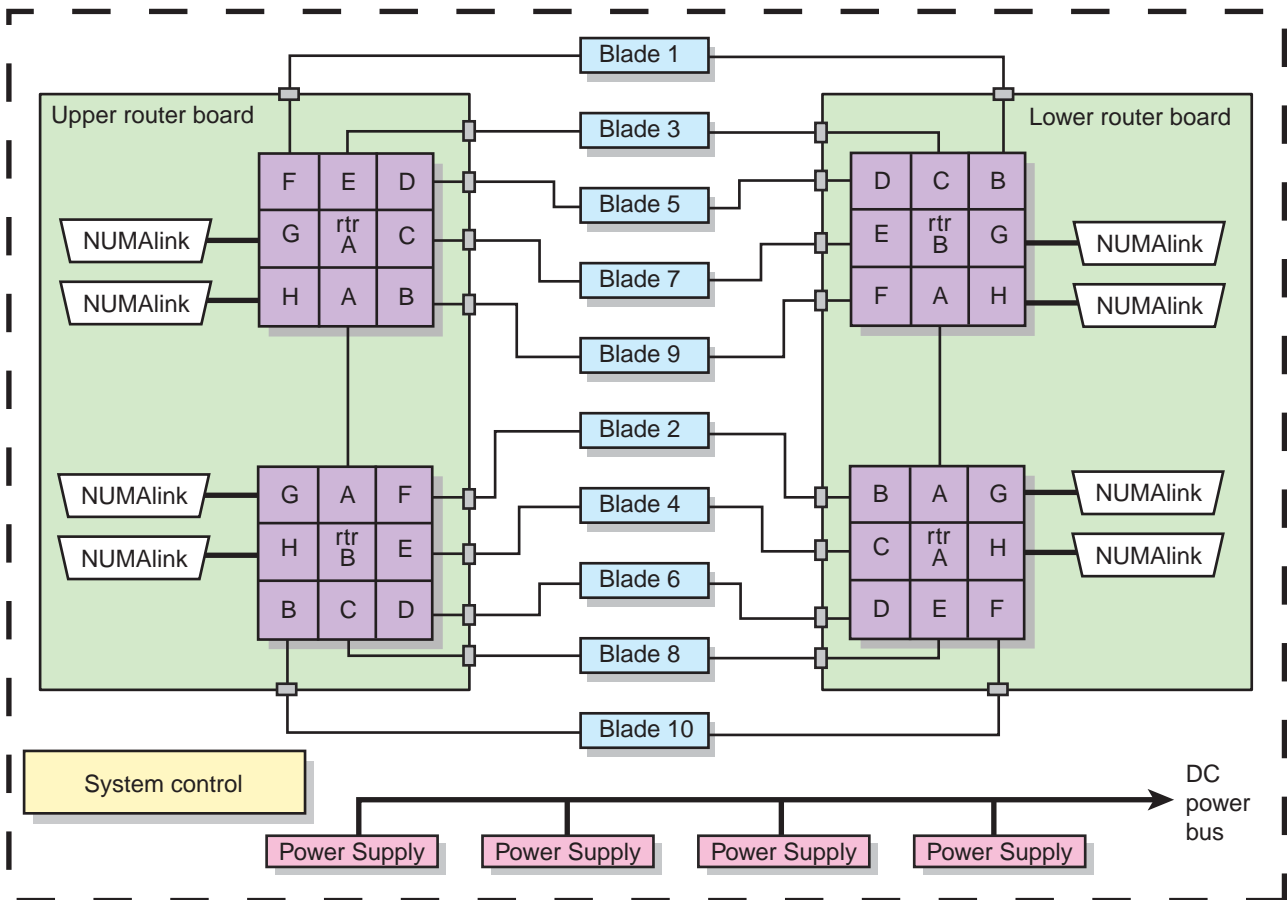 Blade 1
Upper router board
Blade 3
Lower router board
F E D
G rtr A C
H A B
NUMAlink
NUMAlink
Blade 5
Blade 7
Blade 9
D C B
E rtr B G
F A H
NUMAlink
NUMAlink
Blade 2
Blade 4
Blade 6
Blade 8
Blade 10
NUMAlink
NUMAlink
G A F
H rtr B E
B C D
B A G
C rtr A H
D E F
NUMAlink
NUMAlink
System control
DC
power
bus
Power Supply
Power Supply
Power Supply
Power Supply